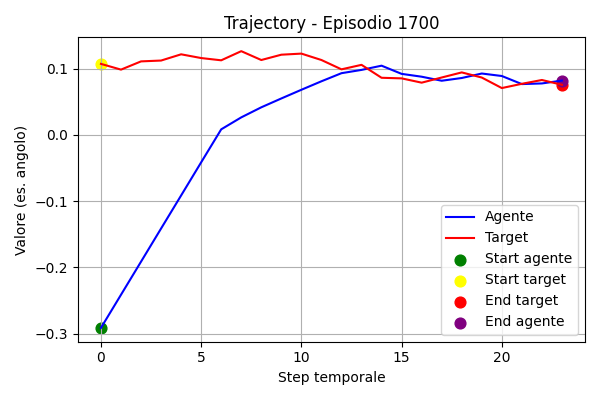 Trajectory - Episodio 1700
Valore (es. angolo)
0.1
0.0
−0.1
−0.2
−0.3
0
5
10
15
20
Step temporale
Agente
Target
Start agente
Start target
End target
End agente